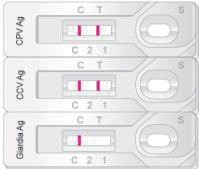 CPV Ag
C T
S
C 2 1
CCV Ag
C T
S
C 2 1
Giardia Ag
C T
S
C 2 1